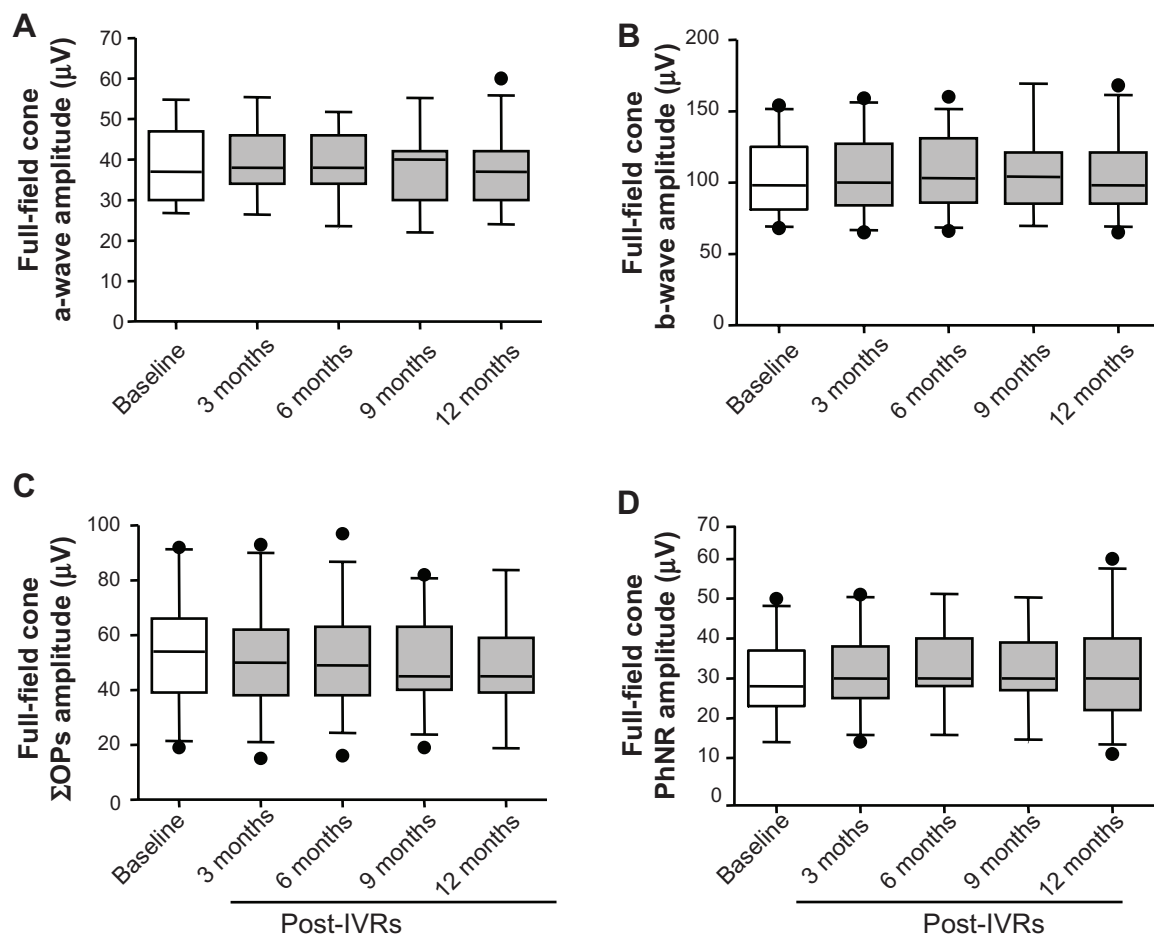 A
Full-field cone
a-wave amplitude (μV)
70
60
50
40
30
20
10
0
Baseline
3 months
6 months
9 months
12 months
B
Full-field cone
b-wave amplitude (μV)
200
150
100
50
0
Baseline
3 months
6 months
9 months
12 months
C
Full-field cone
ΣOPs amplitude (μV)
100
80
60
40
20
0
Baseline
3 months
6 months
9 months
12 months
Post-IVRs
D
Full-field cone
PhNR amplitude (μV)
70
60
50
40
30
20
10
0
Baseline
3 months
6 months
9 months
12 months
Post-IVRs